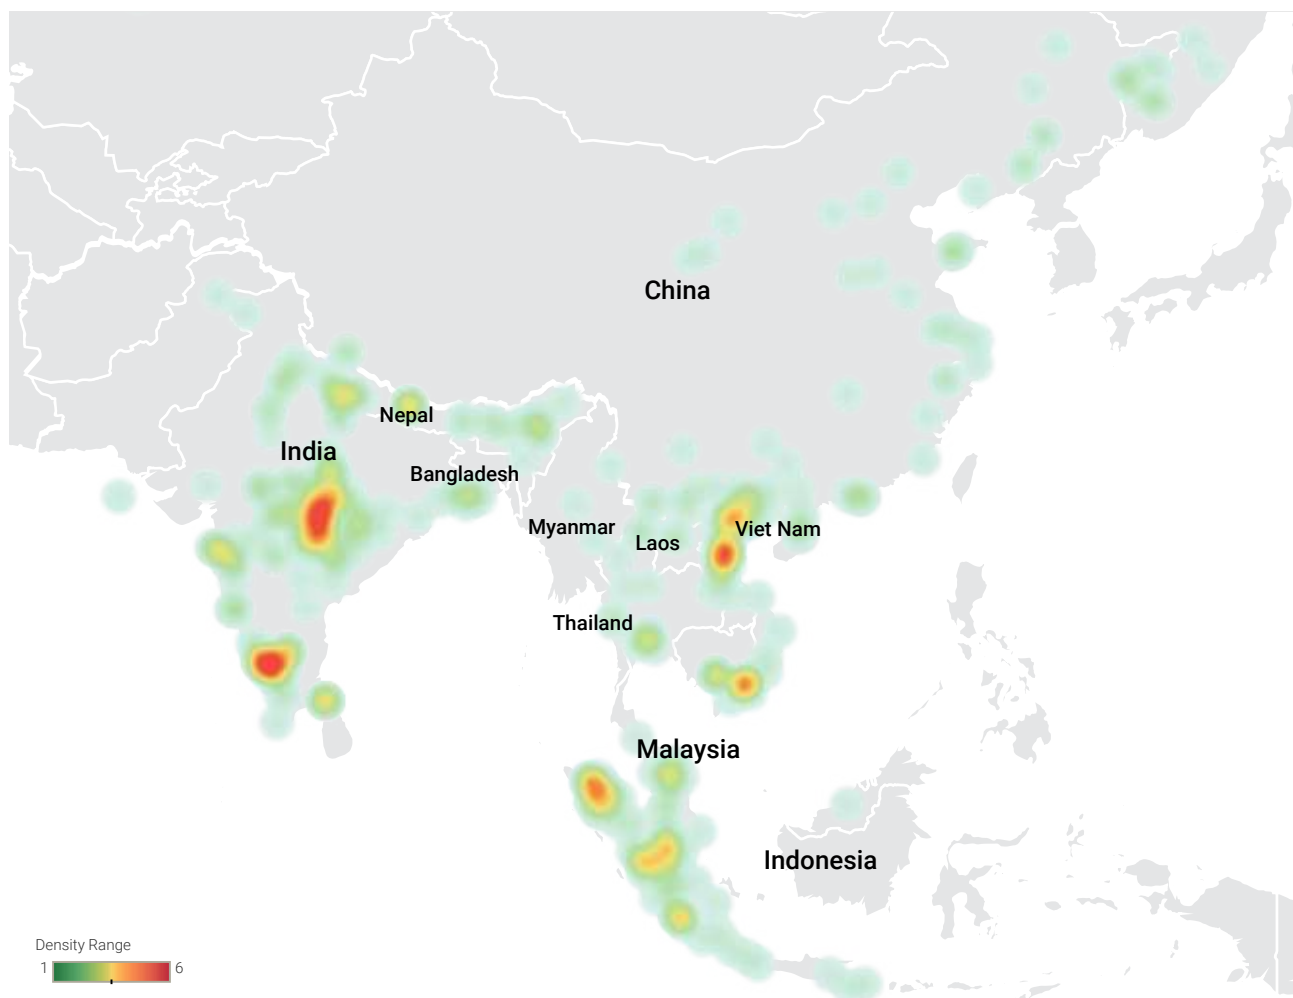 China
Nepal
India
Bangladesh
Myanmar
Viet Nam
Laos
Thailand
Malaysia
Indonesia
Density Range
1 6